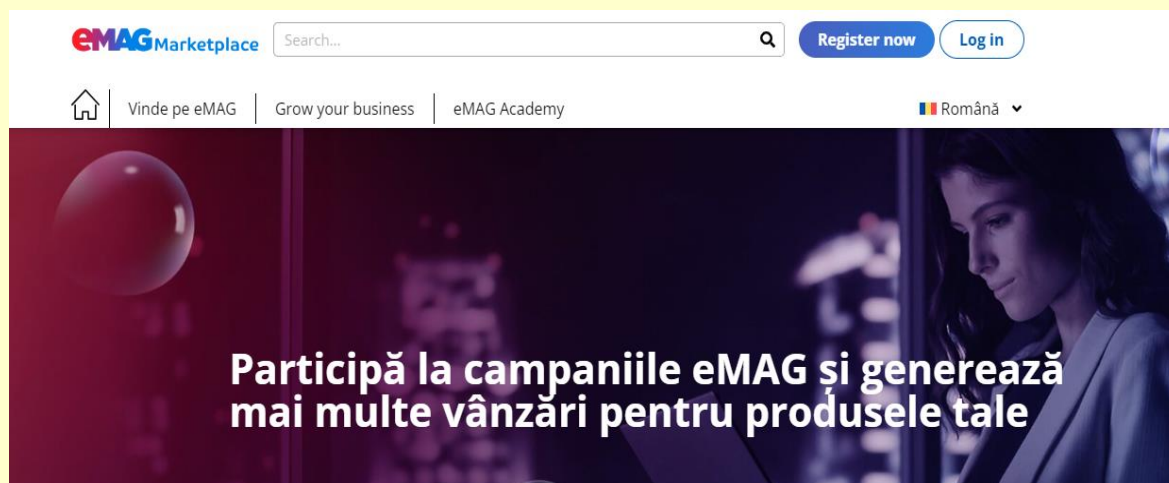 eMAG Marketplace
Search...
Register now
Log in
Vinde pe eMAG
Grow your business
eMAG Academy
Română
Participă la campaniile eMAG și generează
mai multe vânzări pentru produsele tale